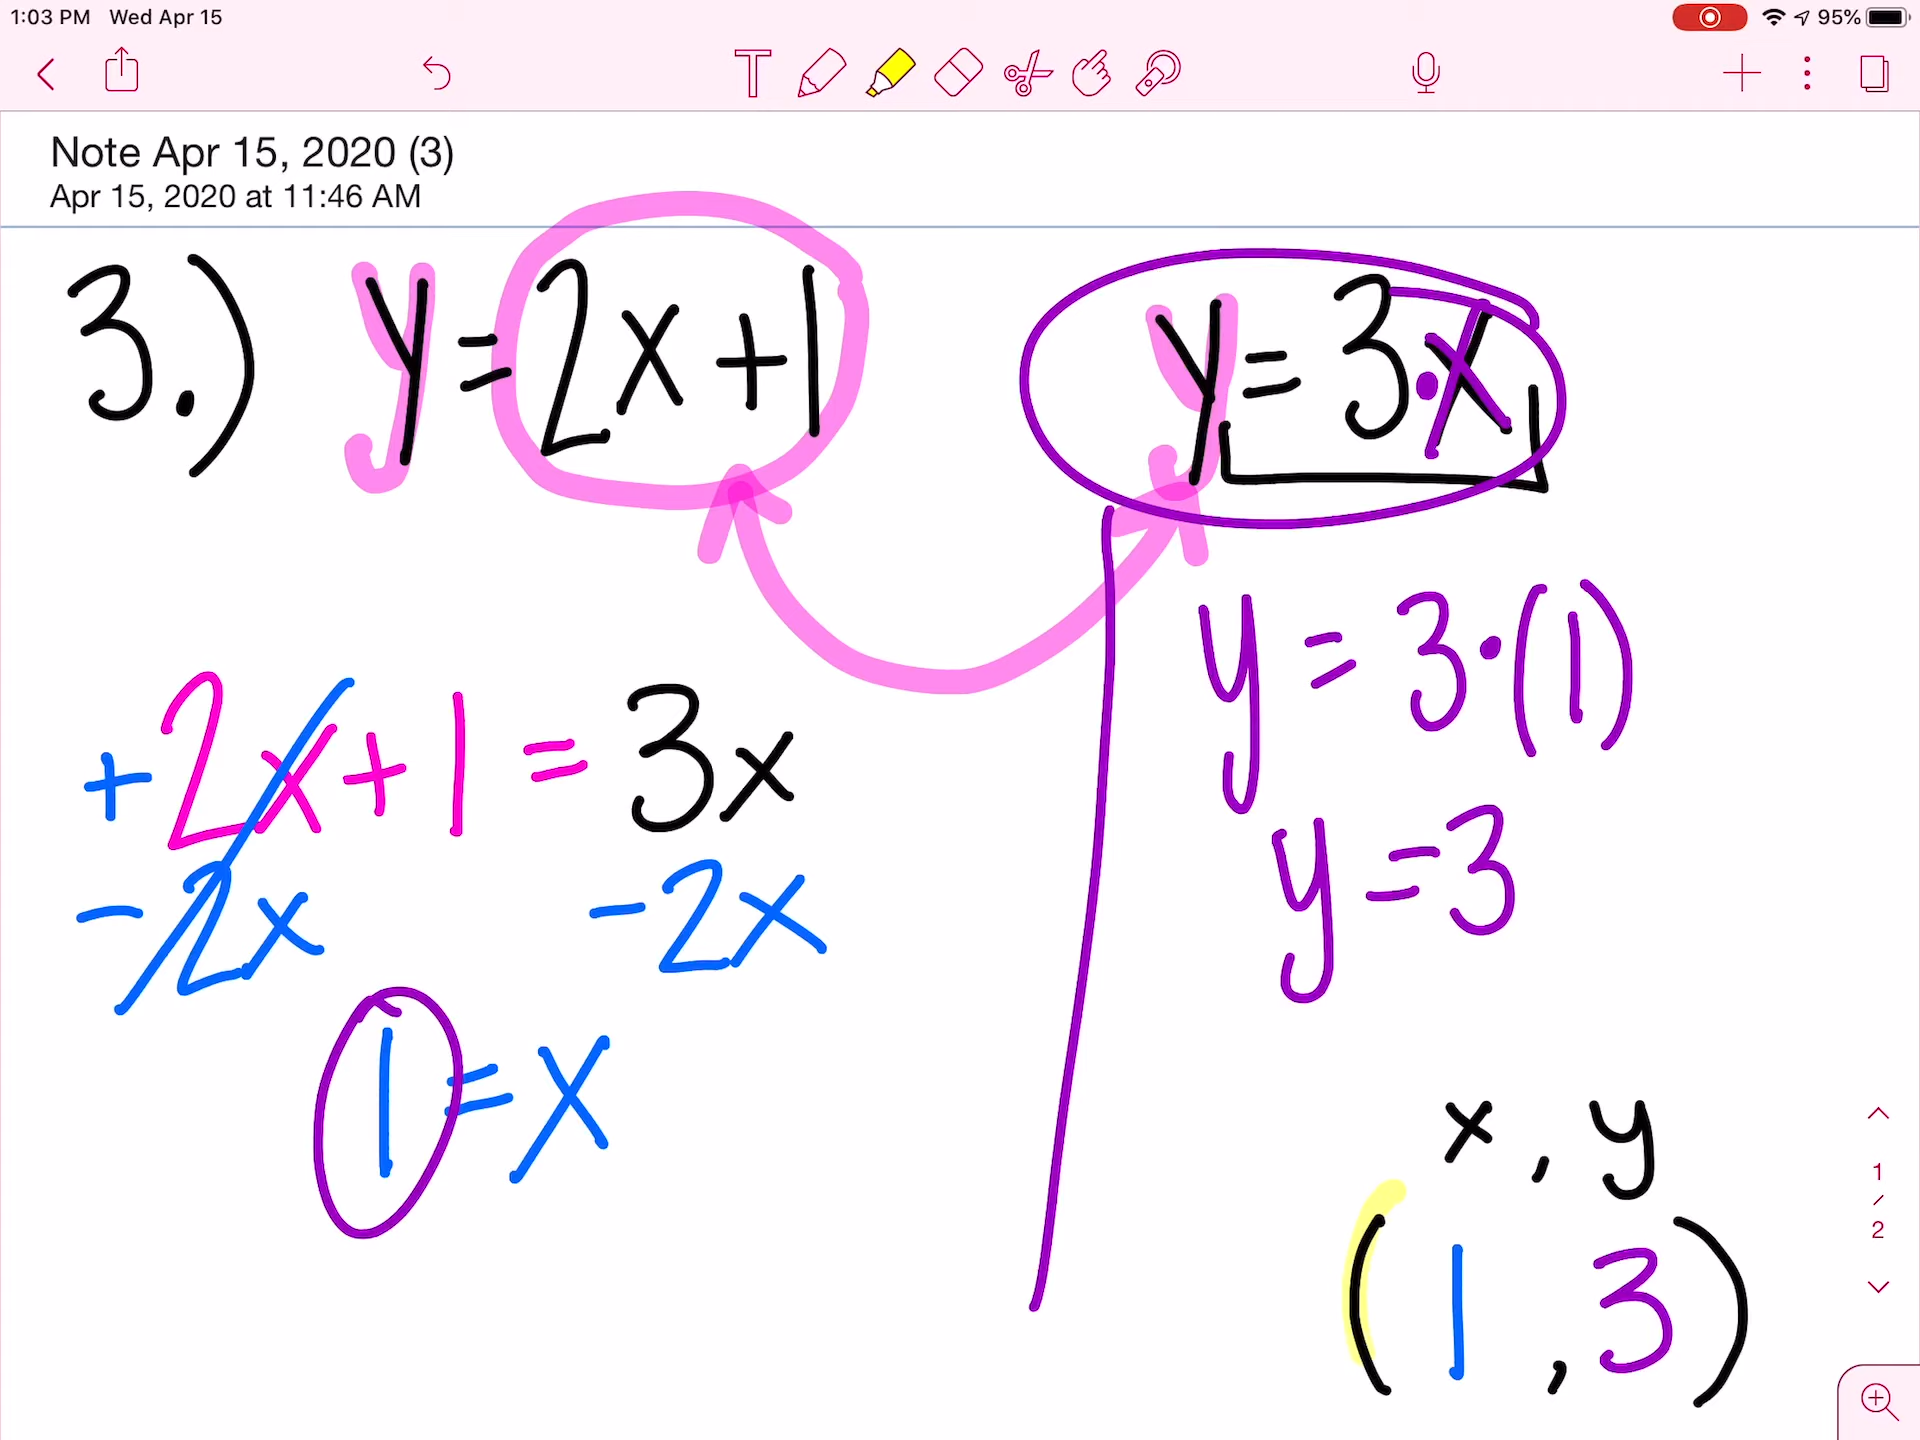 1:03 PM Wed Apr 15 95%
T
Note Apr 15, 2020 (3)
Apr 15, 2020 at 11:46 AM
3.) y = 2x + 1 y = 3 · x
+ 2x + 1 = 3x
- 2x - 2x
1 = x
y = 3 · (1)
y = 3
x , y
( 1 , 3 )
1
/
2